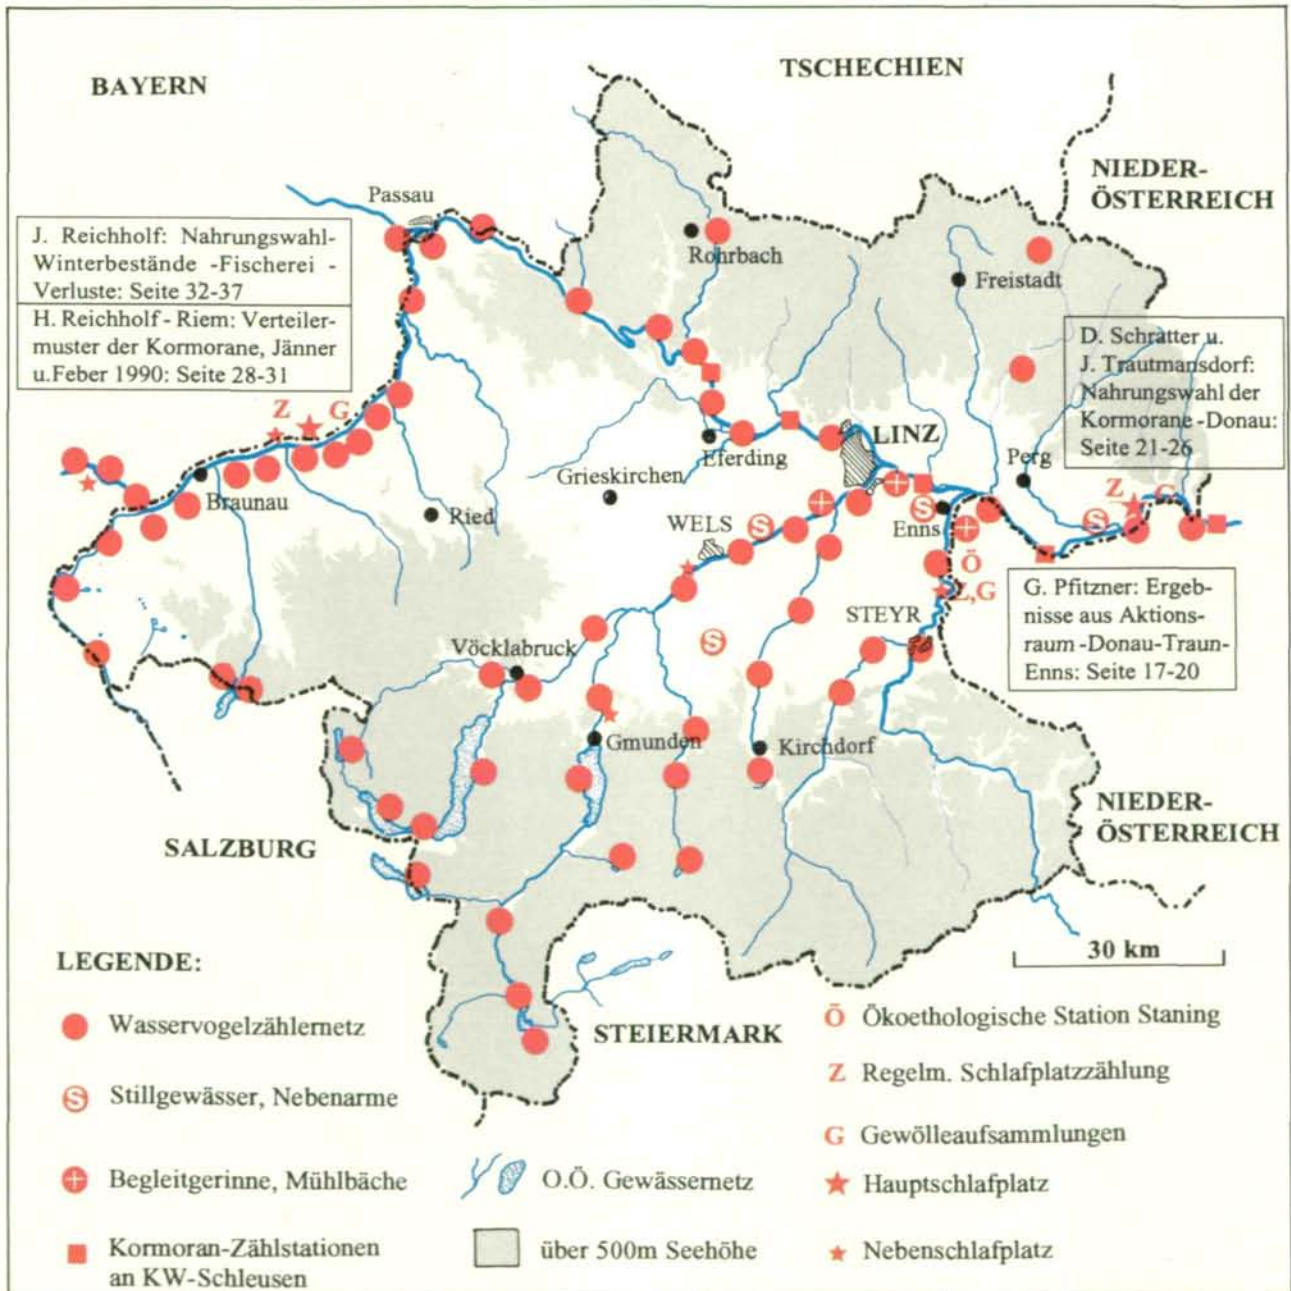 BAYERN
TSCHECHIEN
NIEDER-
ÖSTERREICH
Passau
J. Reichholf: Nahrungswahl-
Winterbestände -Fischerei -
Verluste: Seite 32-37
H. Reichholf - Riem: Verteiler-
muster der Kormorane, Jänner
u.Feber 1990: Seite 28-31
Rohrbach
Freistadt
D. Schratter u.
J. Trautmansdorf:
Nahrungswahl der
Kormorane -Donau:
Seite 21-26
Z G
LINZ
Eferding
Perg
Grieskirchen
Braunau
Ried
WELS
S
S
Enns
S
Z G
Ö
Z,G
STEYR
S
G. Pfitzner: Ergeb-
nisse aus Aktions-
raum -Donau-Traun-
Enns: Seite 17-20
Vöcklabruck
Gmunden
Kirchdorf
NIEDER-
ÖSTERREICH
SALZBURG
30 km
STEIERMARK
LEGENDE:
Wasservogelzählernetz
S Stillgewässer, Nebenarme
Begleitgerinne, Mühlbäche
Kormoran-Zählstationen
an KW-Schleusen
O.Ö. Gewässernetz
über 500m Seehöhe
Ö Ökoethologische Station Staning
Z Regelm. Schlafplatzzählung
G Gewölleaufsammlungen
Hauptschlafplatz
Nebenschlafplatz